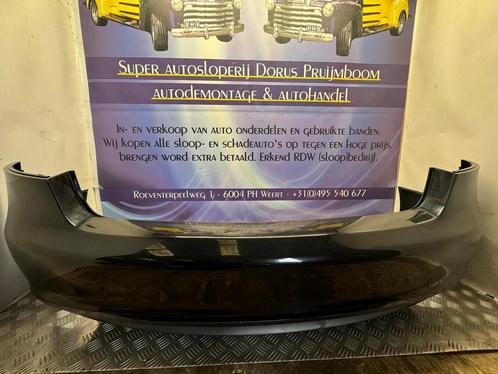 Super autosloperij Dorus Pruijmboom
autodemontage & autohandel
In- en verkoop van auto onderdelen en gebruikte banden.
Wij kopen alle sloop- en schadeauto's op tegen een hoge prijs,
brengen word extra betaald. Erkend RDW (sloop)bedrijf.
Roeventerpeelweg 1/ - 6004 PH Weert - +31(0)495 540 677